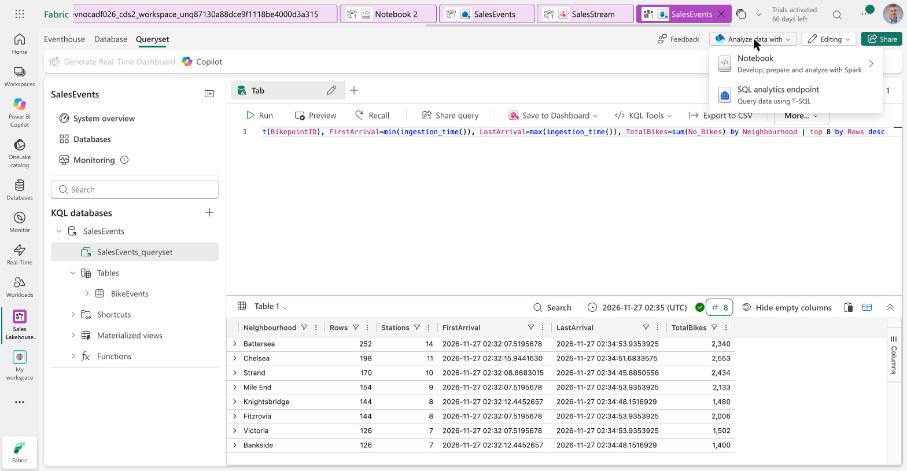 Fabric
vnocadf026_cds2_workspace_unq87130a88dce9f1118be4000d3a315
Notebook 2
SalesEvents
SalesStream
SalesEvents
Trials activated:
66 days left
Home
Workspaces
Power BI
Copilot
OneLake
catalog
Databases
Monitor
Real-Time
Workloads
Sales
Lakehouse...
My
workspace
Fabric
Eventhouse
Database
Queryset
Feedback
Analyze data with
Editing
Share
Generate Real-Time Dashboard
Copilot
Notebook
Develop, prepare and analyze with Spark
SQL analytics endpoint
Query data using T-SQL
1
SalesEvents
System overview
Databases
Monitoring
Search
KQL databases
SalesEvents
SalesEvents_queryset
Tables
BikeEvents
Shortcuts
Materialized views
Functions
Tab
Run
Preview
Recall
Share query
Save to Dashboard
KQL Tools
Export to CSV
More...
1 t(BikepointID), FirstArrival=min(ingestion_time()), LastArrival=max(ingestion_time()), TotalBikes=sum(No_Bikes) by Neighbourhood | top 8 by Rows desc
Table 1
Search
2026-11-27 02:35 (UTC)
# 8
Hide empty columns
Columns
Neighbourhood Rows Stations FirstArrival LastArrival TotalBikes
Battersea 252 14 2026-11-27 02:32:07.5195678 2026-11-27 02:34:53.9353925 2,340
Chelsea 198 11 2026-11-27 02:32:15.9441630 2026-11-27 02:34:51.6833575 2,553
Strand 170 10 2026-11-27 02:32:08.8683015 2026-11-27 02:34:45.6850556 2,434
Mile End 154 9 2026-11-27 02:32:07.5195678 2026-11-27 02:34:53.9353925 2,133
Knightsbridge 144 8 2026-11-27 02:32:12.4452657 2026-11-27 02:34:48.1516929 1,480
Fitzrovia 144 8 2026-11-27 02:32:07.5195678 2026-11-27 02:34:53.9353925 2,006
Victoria 126 7 2026-11-27 02:32:07.5195678 2026-11-27 02:34:53.9353925 1,502
Bankside 126 7 2026-11-27 02:32:12.4452657 2026-11-27 02:34:48.1516929 1,400